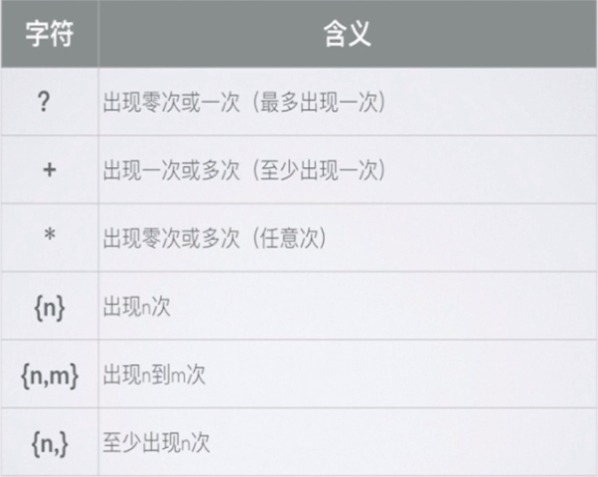 字符 含义
? 出现零次或一次（最多出现一次）
+ 出现一次或多次（至少出现一次）
* 出现零次或多次（任意次）
{n} 出现n次
{n,m} 出现n到m次
{n,} 至少出现n次